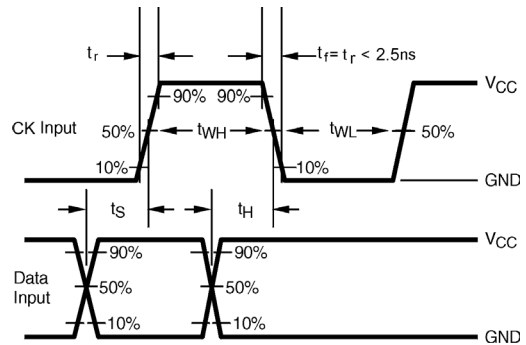 tr
tf = tr < 2.5ns
VCC
90% 90%
CK Input
50%
tWH
tWL
50%
10%
10%
GND
tS
tH
VCC
90%
90%
Data
Input
50%
50%
10%
10%
GND